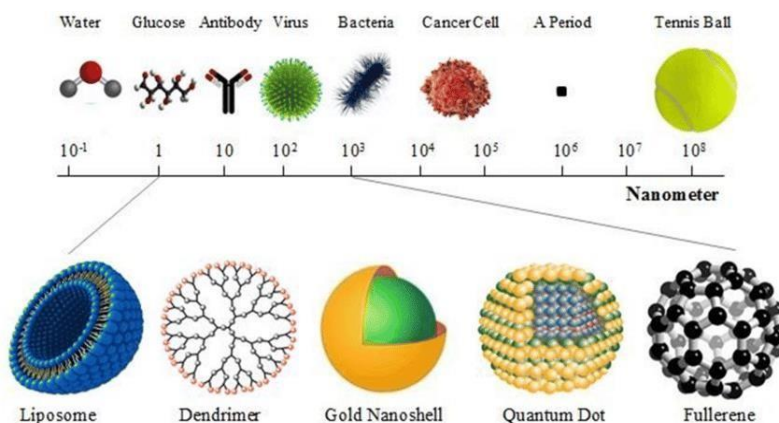 Water Glucose Antibody Virus Bacteria Cancer Cell A Period Tennis Ball
10⁻¹ 1 10 10² 10³ 10⁴ 10⁵ 10⁶ 10⁷ 10⁸
Nanometer
Liposome Dendrimer Gold Nanoshell Quantum Dot Fullerene